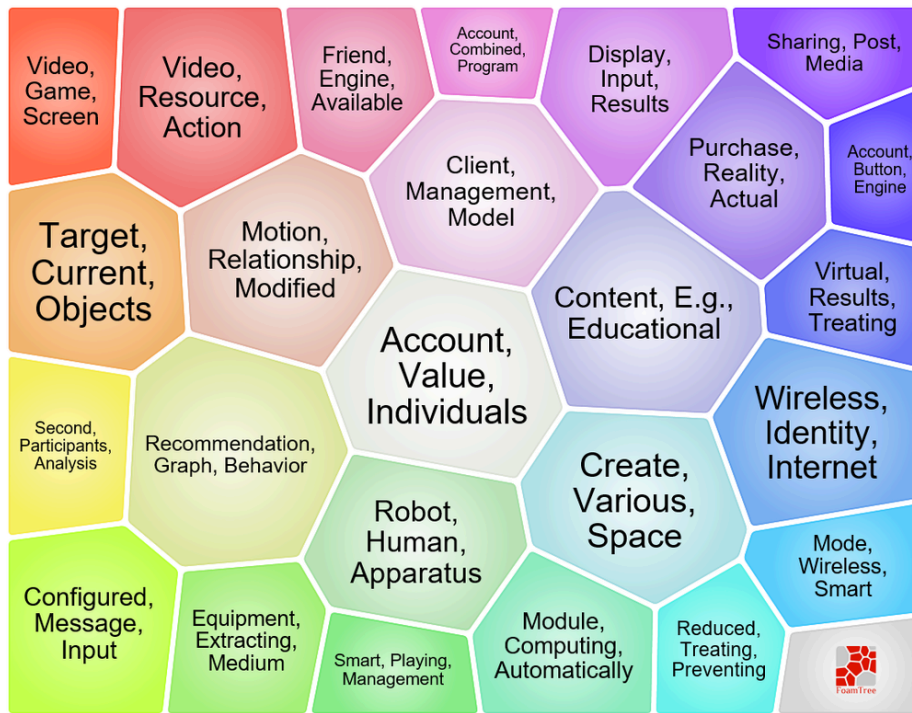 Video,
Game,
Screen
Video,
Resource,
Action
Friend,
Engine,
Available
Account,
Combined,
Program
Display,
Input,
Results
Sharing, Post,
Media
Client,
Management,
Model
Purchase,
Reality,
Actual
Account,
Button,
Engine
Target,
Current,
Objects
Motion,
Relationship,
Modified
Content, E.g.,
Educational
Virtual,
Results,
Treating
Account,
Value,
Individuals
Second,
Participants,
Analysis
Recommendation,
Graph, Behavior
Wireless,
Identity,
Internet
Create,
Various,
Space
Robot,
Human,
Apparatus
Mode,
Wireless,
Smart
Configured,
Message,
Input
Equipment,
Extracting,
Medium
Smart, Playing,
Management
Module,
Computing,
Automatically
Reduced,
Treating,
Preventing
FoamTree